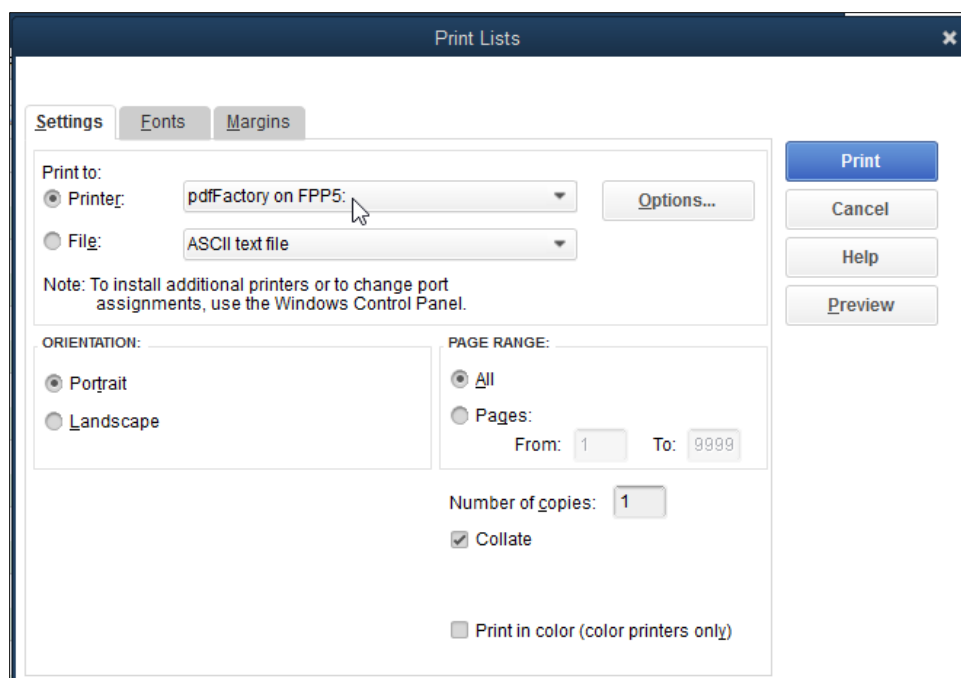 Print Lists
Settings Fonts Margins
Print to:
Printer: pdfFactory on FPP5: Options...
File: ASCII text file
Note: To install additional printers or to change port
assignments, use the Windows Control Panel.
Print
Cancel
Help
Preview
ORIENTATION:
Portrait
Landscape
PAGE RANGE:
All
Pages:
From: 1 To: 9999
Number of copies: 1
Collate
Print in color (color printers only)